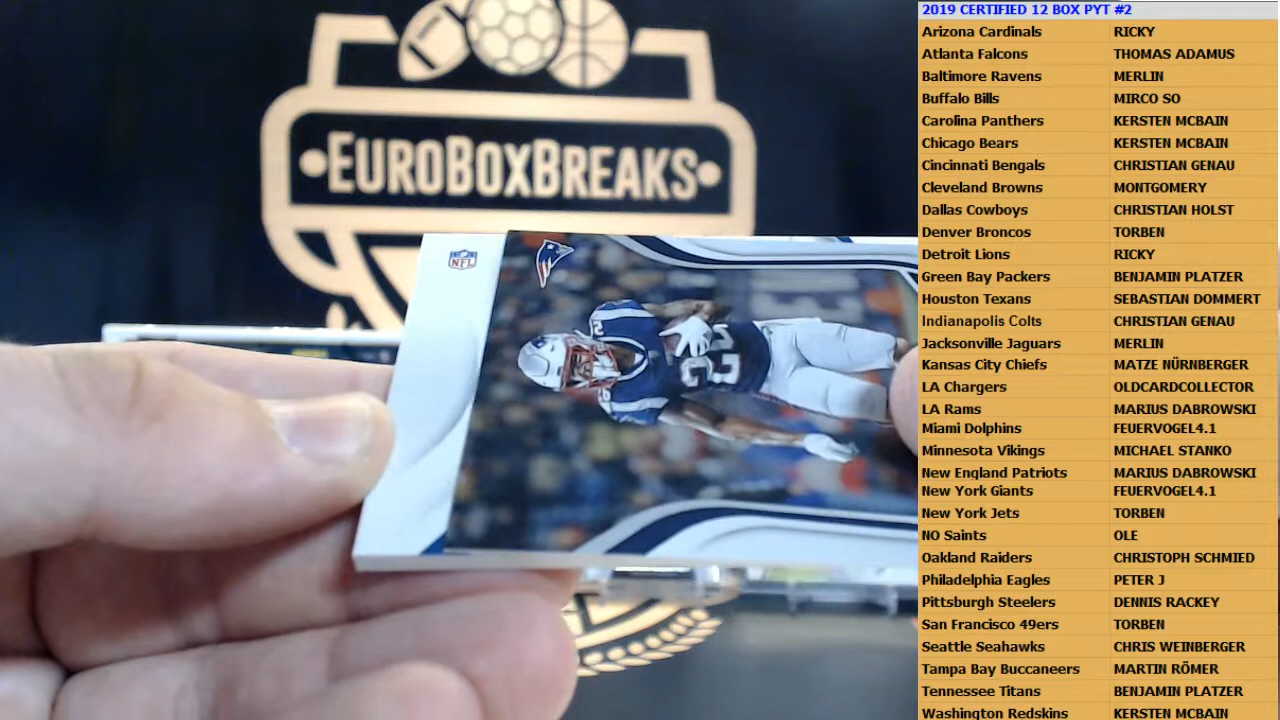 •EUROBOXBREAKS•
NFL
2019 CERTIFIED 12 BOX PYT #2
Arizona Cardinals RICKY
Atlanta Falcons THOMAS ADAMUS
Baltimore Ravens MERLIN
Buffalo Bills MIRCO SO
Carolina Panthers KERSTEN MCBAIN
Chicago Bears KERSTEN MCBAIN
Cincinnati Bengals CHRISTIAN GENAU
Cleveland Browns MONTGOMERY
Dallas Cowboys CHRISTIAN HOLST
Denver Broncos TORBEN
Detroit Lions RICKY
Green Bay Packers BENJAMIN PLATZER
Houston Texans SEBASTIAN DOMMERT
Indianapolis Colts CHRISTIAN GENAU
Jacksonville Jaguars MERLIN
Kansas City Chiefs MATZE NÜRNBERGER
LA Chargers OLDCARDCOLLECTOR
LA Rams MARIUS DABROWSKI
Miami Dolphins FEUERVOGEL4.1
Minnesota Vikings MICHAEL STANKO
New England Patriots MARIUS DABROWSKI
New York Giants FEUERVOGEL4.1
New York Jets TORBEN
NO Saints OLE
Oakland Raiders CHRISTOPH SCHMIED
Philadelphia Eagles PETER J
Pittsburgh Steelers DENNIS RACKEY
San Francisco 49ers TORBEN
Seattle Seahawks CHRIS WEINBERGER
Tampa Bay Buccaneers MARTIN RÖMER
Tennessee Titans BENJAMIN PLATZER
Washington Redskins KERSTEN MCBAIN